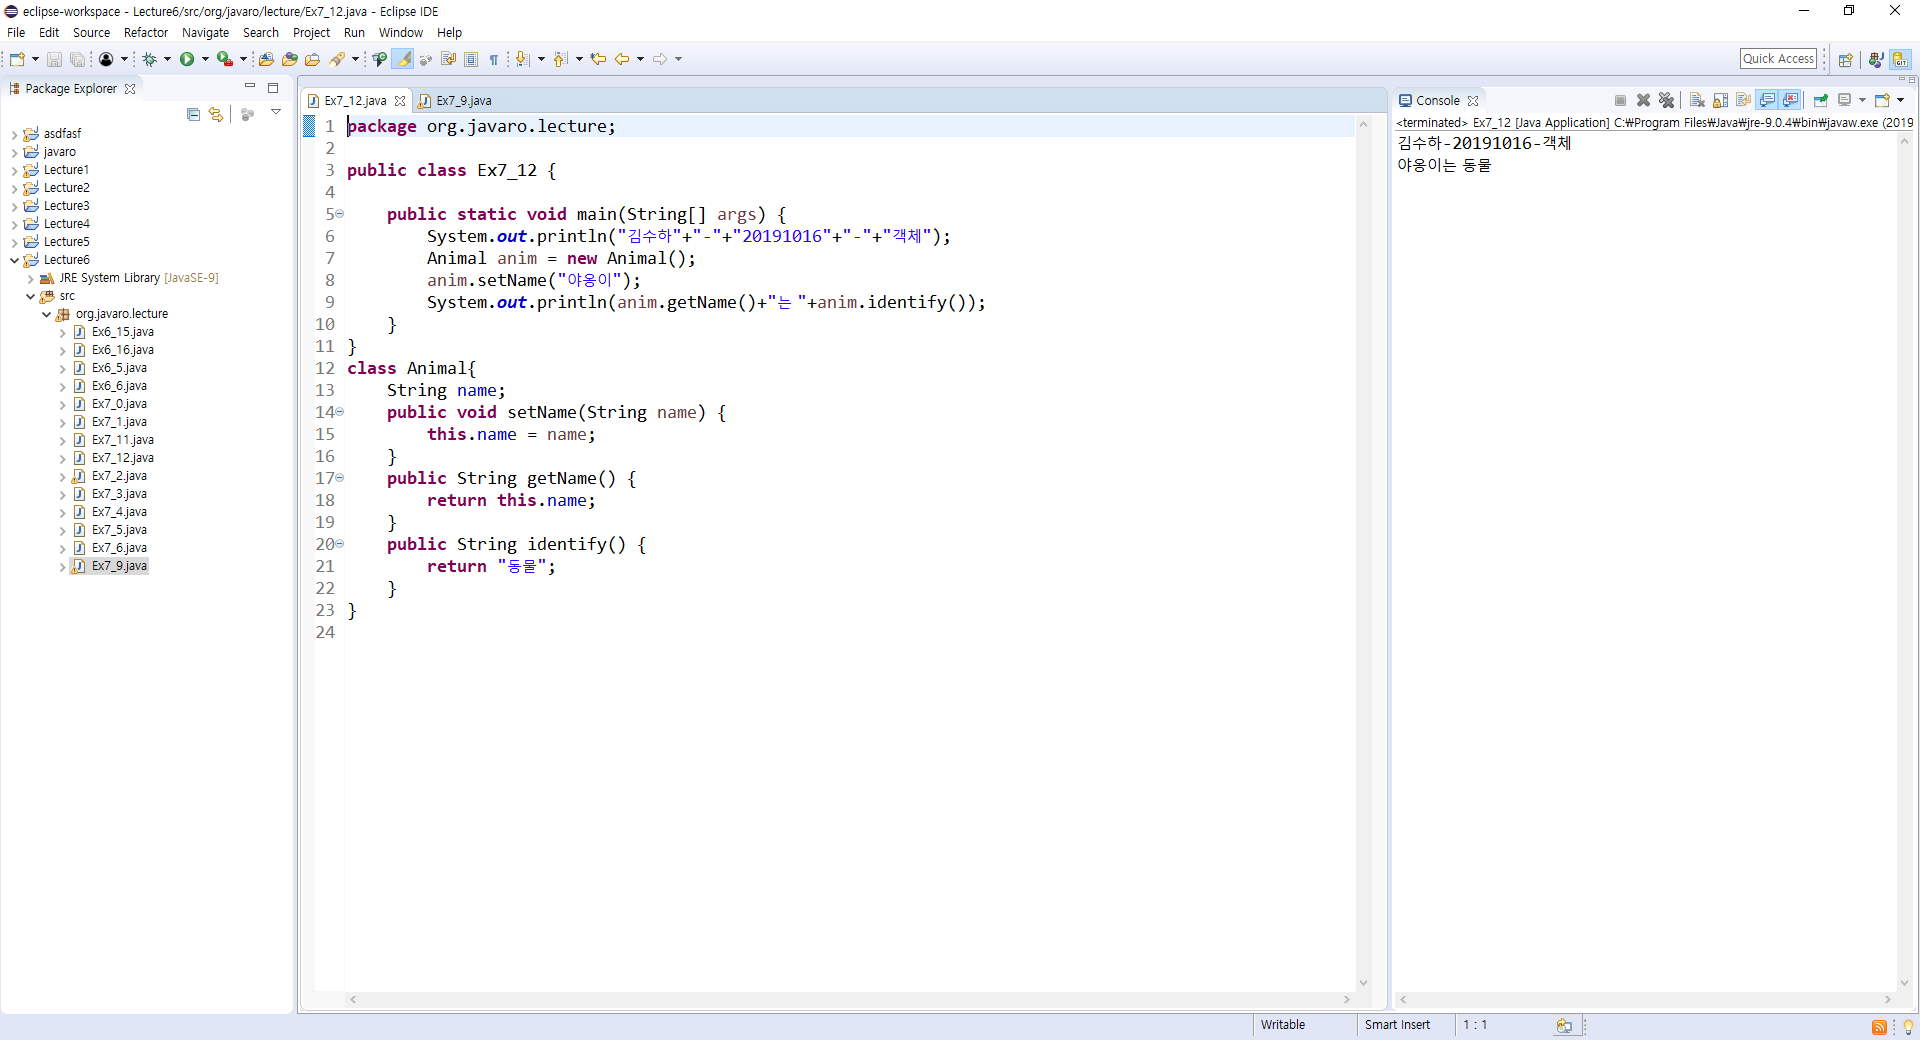 eclipse-workspace - Lecture6/src/org/javaro/lecture/Ex7_12.java - Eclipse IDE
File Edit Source Refactor Navigate Search Project Run Window Help
Quick Access
Package Explorer
asdfasf
javaro
Lecture1
Lecture2
Lecture3
Lecture4
Lecture5
Lecture6
JRE System Library [JavaSE-9]
src
org.javaro.lecture
Ex6_15.java
Ex6_16.java
Ex6_5.java
Ex6_6.java
Ex7_0.java
Ex7_1.java
Ex7_11.java
Ex7_12.java
Ex7_2.java
Ex7_3.java
Ex7_4.java
Ex7_5.java
Ex7_6.java
Ex7_9.java
Ex7_12.java Ex7_9.java
1 package org.javaro.lecture;
2
3 public class Ex7_12 {
4
5 public static void main(String[] args) {
6 System.out.println("김수하"+"-"+"20191016"+"-"+"객체");
7 Animal anim = new Animal();
8 anim.setName("야옹이");
9 System.out.println(anim.getName()+"는 "+anim.identify());
10 }
11 }
12 class Animal{
13 String name;
14 public void setName(String name) {
15 this.name = name;
16 }
17 public String getName() {
18 return this.name;
19 }
20 public String identify() {
21 return "동물";
22 }
23 }
24
Console
<terminated> Ex7_12 [Java Application] C:₩Program Files₩Java₩jre-9.0.4₩bin₩javaw.exe (2019
김수하-20191016-객체
야옹이는 동물
Writable Smart Insert 1 : 1